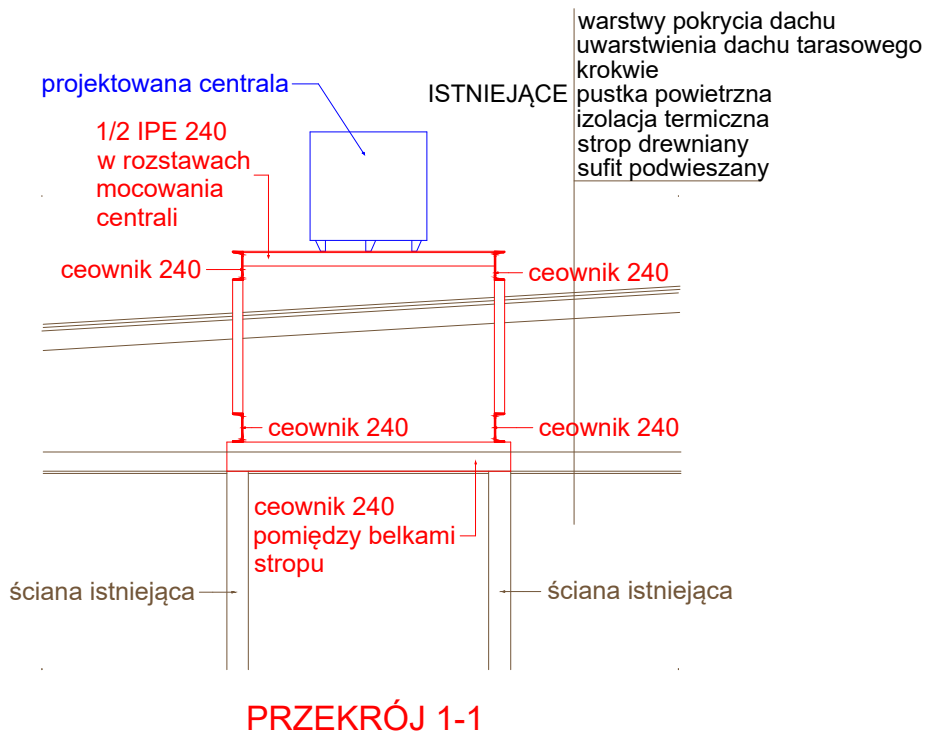 warstwy pokrycia dachu
uwarstwienia dachu tarasowego
krokwie
ISTNIEJĄCE pustka powietrzna
izolacja termiczna
strop drewniany
sufit podwieszany
projektowana centrala
1/2 IPE 240
w rozstawach
mocowania
centrali
ceownik 240
ceownik 240
ceownik 240
ceownik 240
ceownik 240
pomiędzy belkami
stropu
ściana istniejąca
ściana istniejąca
PRZEKRÓJ 1-1